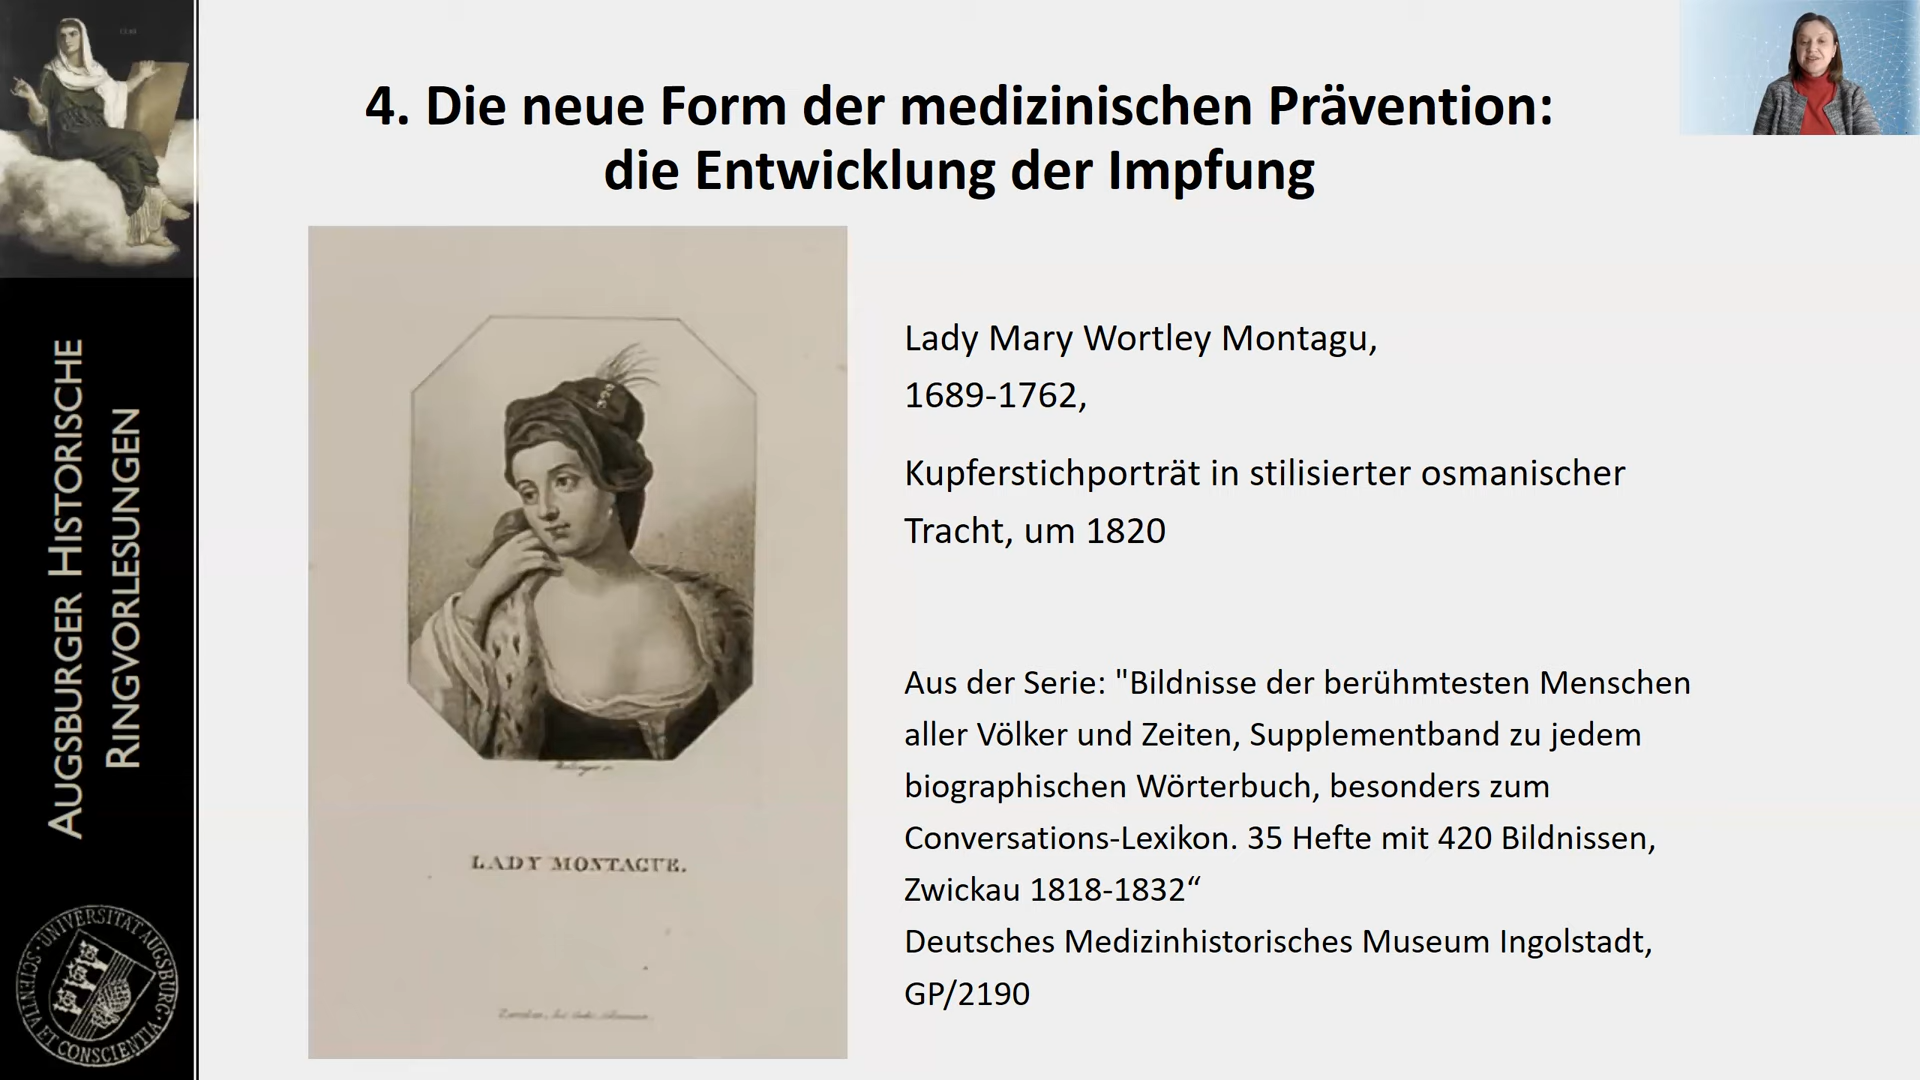 4. Die neue Form der medizinischen Prävention:
die Entwicklung der Impfung
AUGSBURGER HISTORISCHE
RINGVORLESUNGEN
UNIVERSITAT AUGSBURG
SCIENTIA ET CONSCIENTIA
LADY MONTAGUE.
Lady Mary Wortley Montagu,
1689-1762,
Kupferstichporträt in stilisierter osmanischer
Tracht, um 1820
Aus der Serie: "Bildnisse der berühmtesten Menschen
aller Völker und Zeiten, Supplementband zu jedem
biographischen Wörterbuch, besonders zum
Conversations-Lexikon. 35 Hefte mit 420 Bildnissen,
Zwickau 1818-1832“
Deutsches Medizinhistorisches Museum Ingolstadt,
GP/2190